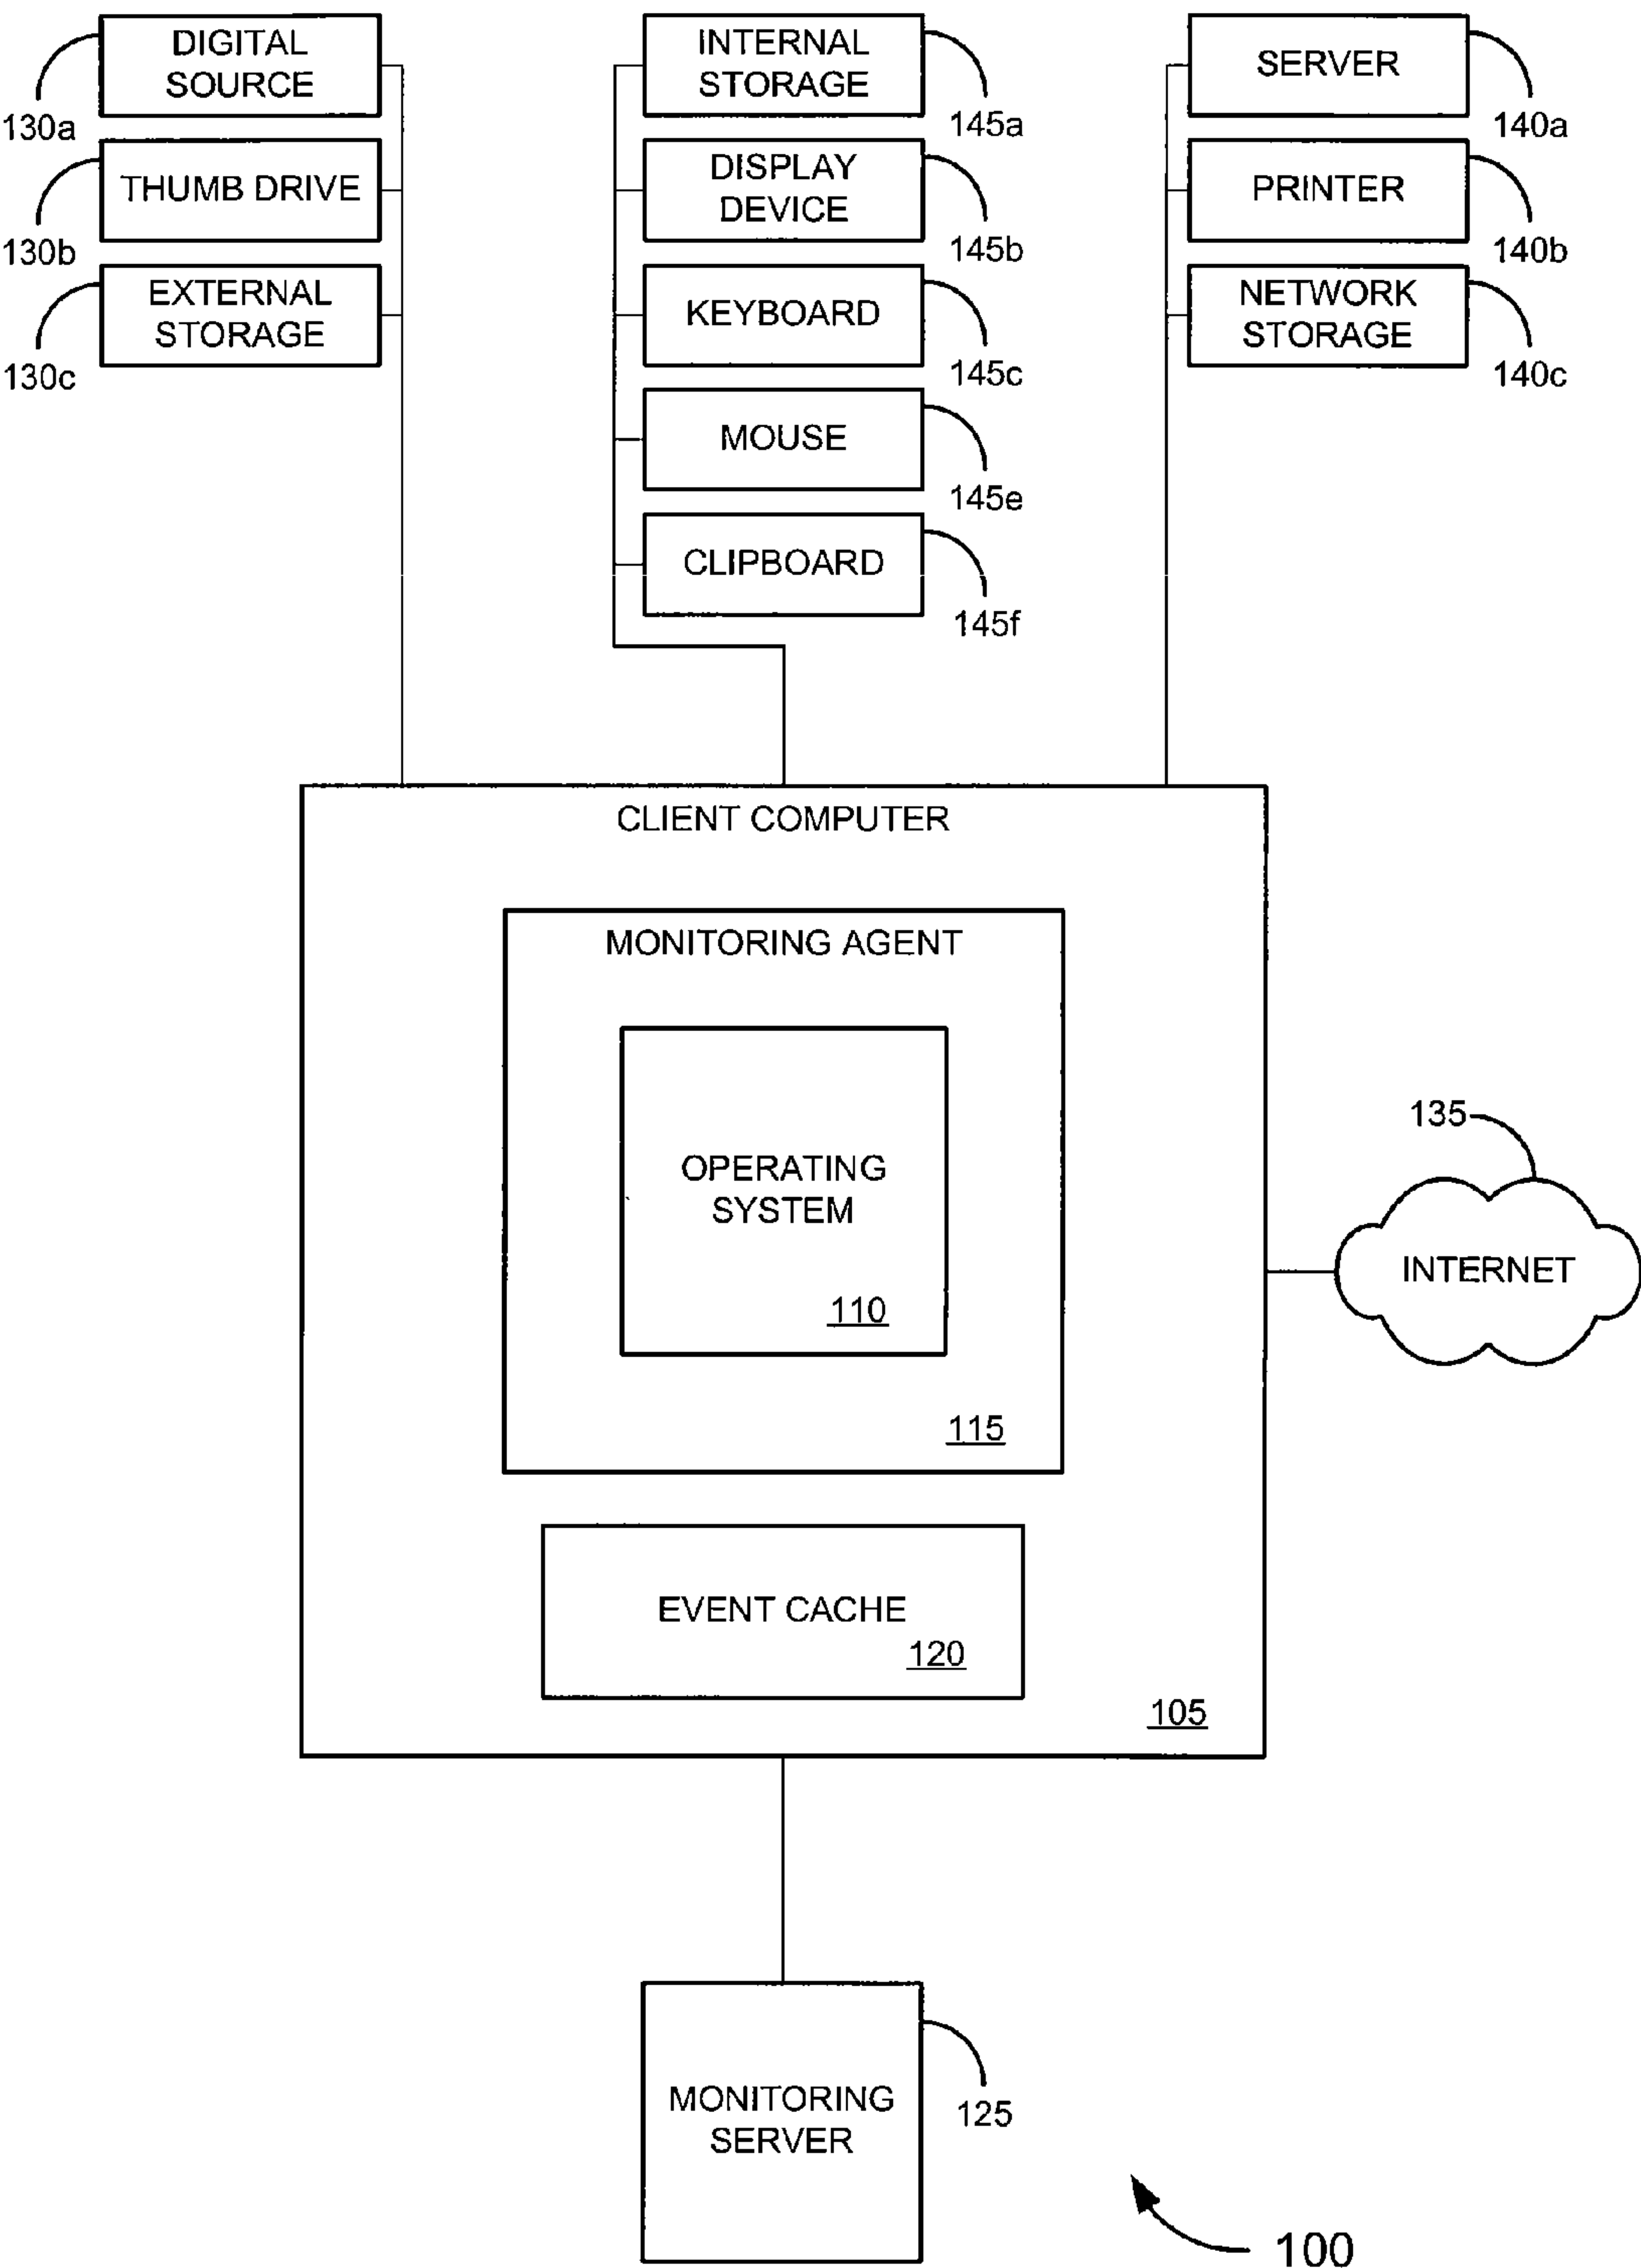 DIGITAL
SOURCE
130a
THUMB DRIVE
130b
EXTERNAL
STORAGE
130c
INTERNAL
STORAGE
145a
DISPLAY
DEVICE
145b
KEYBOARD
145c
MOUSE
145e
CLIPBOARD
145f
SERVER
140a
PRINTER
140b
NETWORK
STORAGE
140c
CLIENT COMPUTER
MONITORING AGENT
OPERATING
SYSTEM
110
115
EVENT CACHE
120
105
135
INTERNET
MONITORING
SERVER
125
100